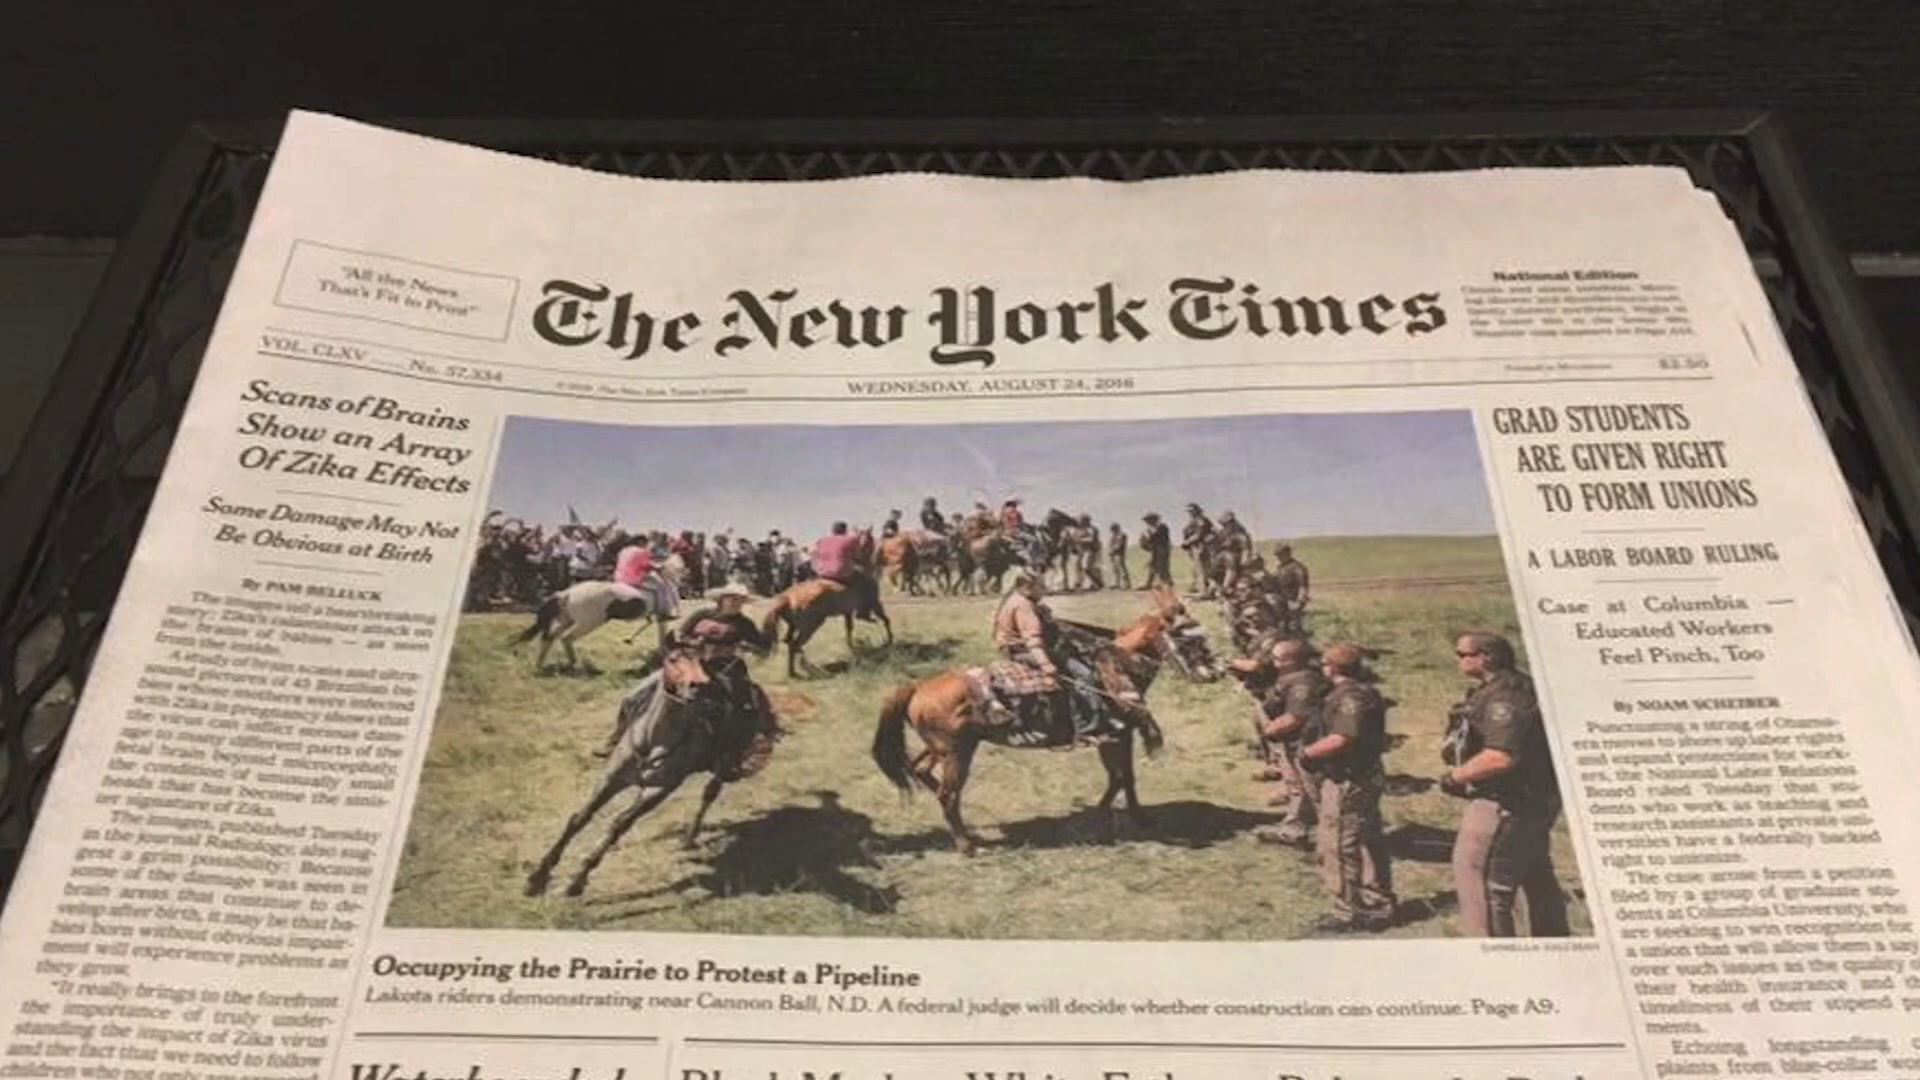 "All the News
That's Fit to Print"
The New York Times
National Edition
VOL. CLXV .... No. 57,334
WEDNESDAY, AUGUST 24, 2016
$2.50
Scans of Brains
Show an Array
Of Zika Effects
Some Damage May Not
Be Obvious at Birth
By PAM BELLUCK
The images tell a heartbreaking
story: Zika's calamitous attack on
the brains of babies — as seen
from the inside.
A study of brain scans and ultra-
sound pictures of 45 Brazilian ba-
bies whose mothers were infected
with Zika in pregnancy shows that
the virus can inflict serious dam-
age to many different parts of the
fetal brain beyond microcephaly,
the condition of unusually small
heads that has become the sinis-
ter signature of Zika.
The images, published Tuesday
in the journal Radiology, also sug-
gest a grim possibility: Because
some of the damage was seen in
brain areas that continue to de-
velop after birth, it may be that ba-
bies born without obvious impair-
ment will experience problems as
they grow.
"It really brings to the forefront
the importance of truly under-
standing the impact of Zika virus
and the fact that we need to follow
children who not only are
Occupying the Prairie to Protest a Pipeline
Lakota riders demonstrating near Cannon Ball, N.D. A federal judge will decide whether construction can continue. Page A9.
GRAD STUDENTS
ARE GIVEN RIGHT
TO FORM UNIONS
A LABOR BOARD RULING
Case at Columbia —
Educated Workers
Feel Pinch, Too
By NOAM SCHEIBER
Punctuating a string of Obama-
era moves to shore up labor rights
and expand protections for work-
ers, the National Labor Relations
Board ruled Tuesday that stu-
dents who work as teaching and
research assistants at private uni-
versities have a federally backed
right to unionize.
The case arose from a petition
filed by a group of graduate stu-
dents at Columbia University, who
are seeking to win recognition for
a union that will allow them a say
over such issues as the quality o
their health insurance and th
timeliness of their stipend pa
ments.
Echoing longstanding
plaints from blue-collar wo